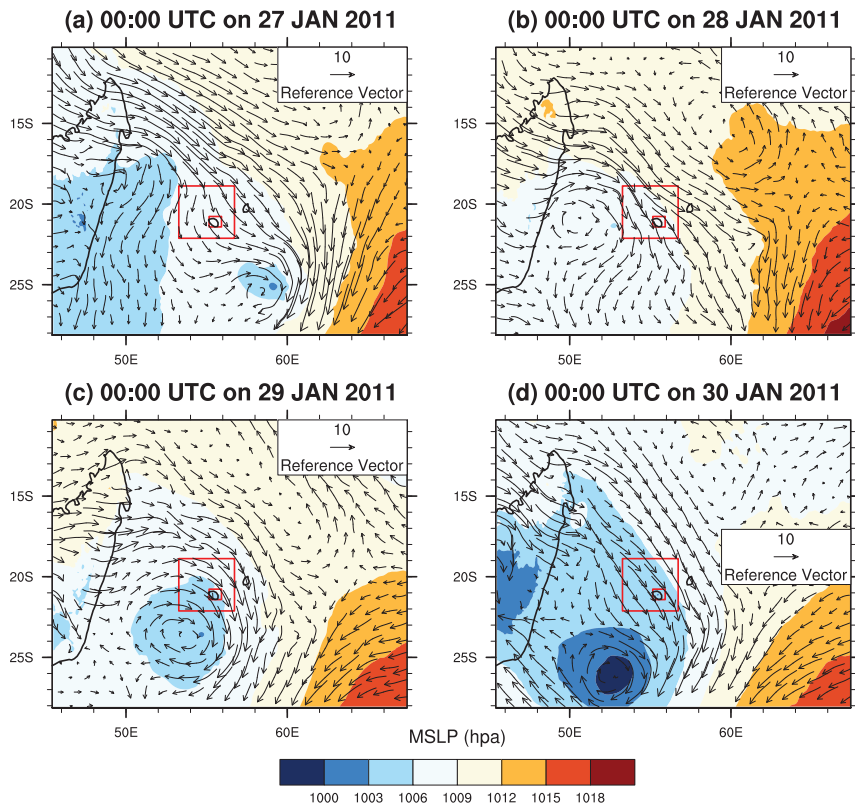 (a) 00:00 UTC on 27 JAN 2011
10
Reference Vector
15S
20S
25S
50E
60E
(b) 00:00 UTC on 28 JAN 2011
10
Reference Vector
15S
20S
25S
50E
60E
(c) 00:00 UTC on 29 JAN 2011
10
Reference Vector
15S
20S
25S
50E
60E
(d) 00:00 UTC on 30 JAN 2011
10
Reference Vector
15S
20S
25S
50E
60E
MSLP (hpa)
1000 1003 1006 1009 1012 1015 1018